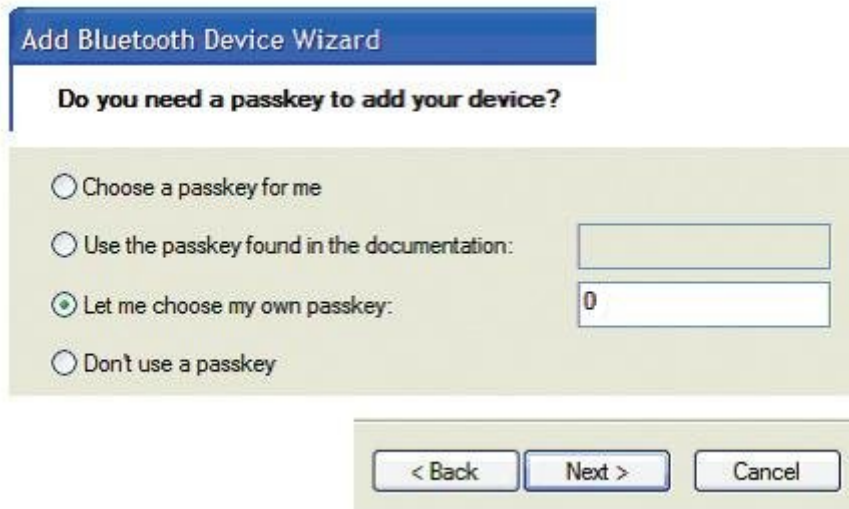 Add Bluetooth Device Wizard
Do you need a passkey to add your device?
Choose a passkey for me
Use the passkey found in the documentation:
Let me choose my own passkey:
0
Don't use a passkey
< Back Next > Cancel